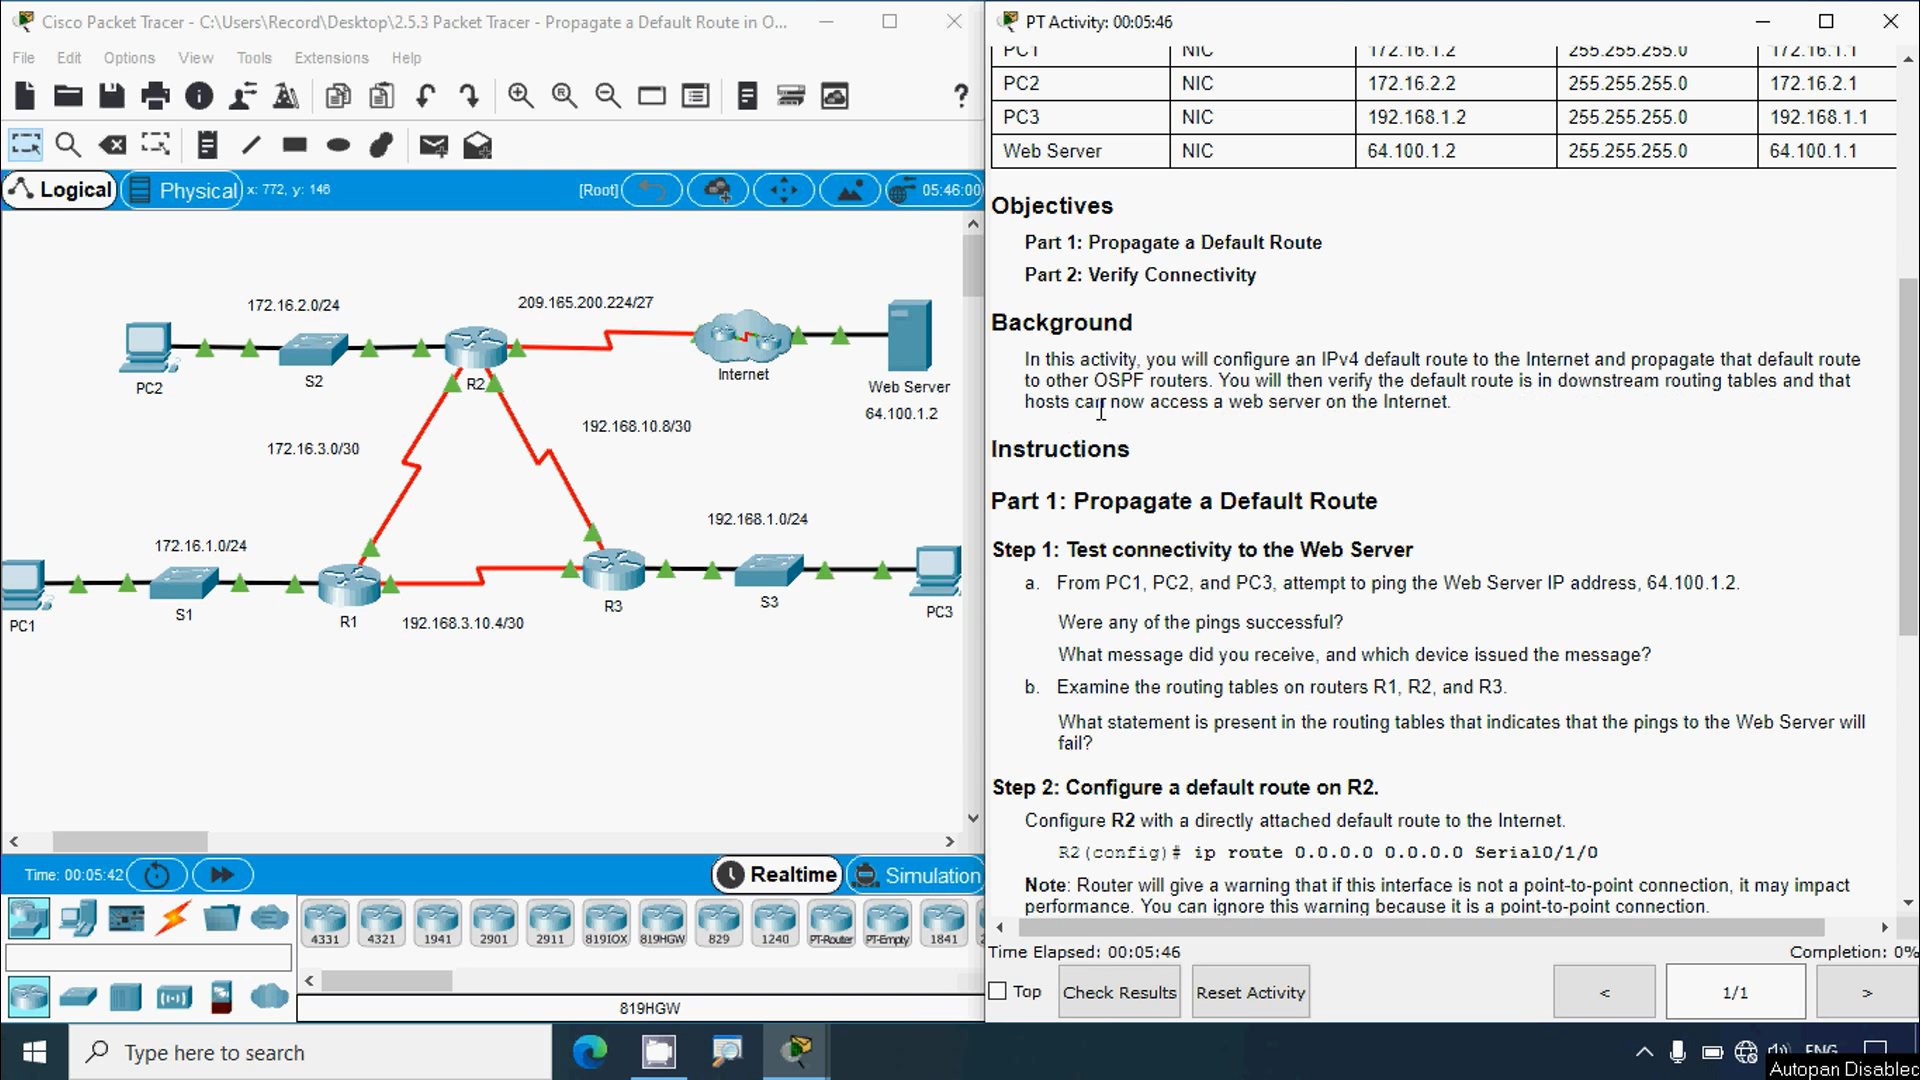 Cisco Packet Tracer - C:\Users\Record\Desktop\2.5.3 Packet Tracer - Propagate a Default Route in O...
File Edit Options View Tools Extensions Help
Logical
Physical
x: 772, y: 146
[Root]
05:46:00
172.16.2.0/24
209.165.200.224/27
PC2
S2
R2
Internet
Web Server
64.100.1.2
172.16.3.0/30
192.168.10.8/30
172.16.1.0/24
192.168.1.0/24
PC1
S1
R1
192.168.3.10.4/30
R3
S3
PC3
Time: 00:05:42
Realtime
Simulation
4331 4321 1941 2901 2911 819IOX 819HGW 829 1240 PT-Router PT-Empty 1841
819HGW
PT Activity: 00:05:46
PC1 NIC 172.16.1.2 255.255.255.0 172.16.1.1
PC2 NIC 172.16.2.2 255.255.255.0 172.16.2.1
PC3 NIC 192.168.1.2 255.255.255.0 192.168.1.1
Web Server NIC 64.100.1.2 255.255.255.0 64.100.1.1
Objectives
Part 1: Propagate a Default Route
Part 2: Verify Connectivity
Background
In this activity, you will configure an IPv4 default route to the Internet and propagate that default route
to other OSPF routers. You will then verify the default route is in downstream routing tables and that
hosts can now access a web server on the Internet.
Instructions
Part 1: Propagate a Default Route
Step 1: Test connectivity to the Web Server
a. From PC1, PC2, and PC3, attempt to ping the Web Server IP address, 64.100.1.2.
Were any of the pings successful?
What message did you receive, and which device issued the message?
b. Examine the routing tables on routers R1, R2, and R3.
What statement is present in the routing tables that indicates that the pings to the Web Server will
fail?
Step 2: Configure a default route on R2.
Configure R2 with a directly attached default route to the Internet.
R2(config)# ip route 0.0.0.0 0.0.0.0 Serial0/1/0
Note: Router will give a warning that if this interface is not a point-to-point connection, it may impact
performance. You can ignore this warning because it is a point-to-point connection.
Time Elapsed: 00:05:46
Completion: 0%
Top
Check Results
Reset Activity
<
1/1
>
Type here to search
ENG
Autopan Disabled